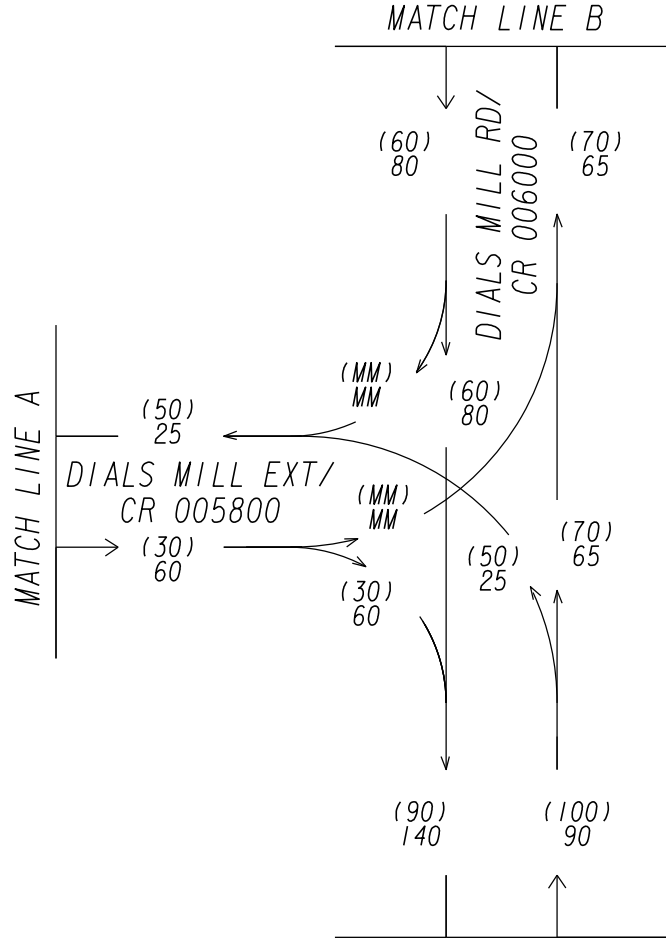 MATCH LINE B
(60)
80
DIALS MILL RD/
CR 006000
(70)
65
(MM)
MM
(60)
80
MATCH LINE A
(50)
25
DIALS MILL EXT/
CR 005800
(30)
60
(MM)
MM
(30)
60
(50)
25
(70)
65
(90)
140
(100)
90